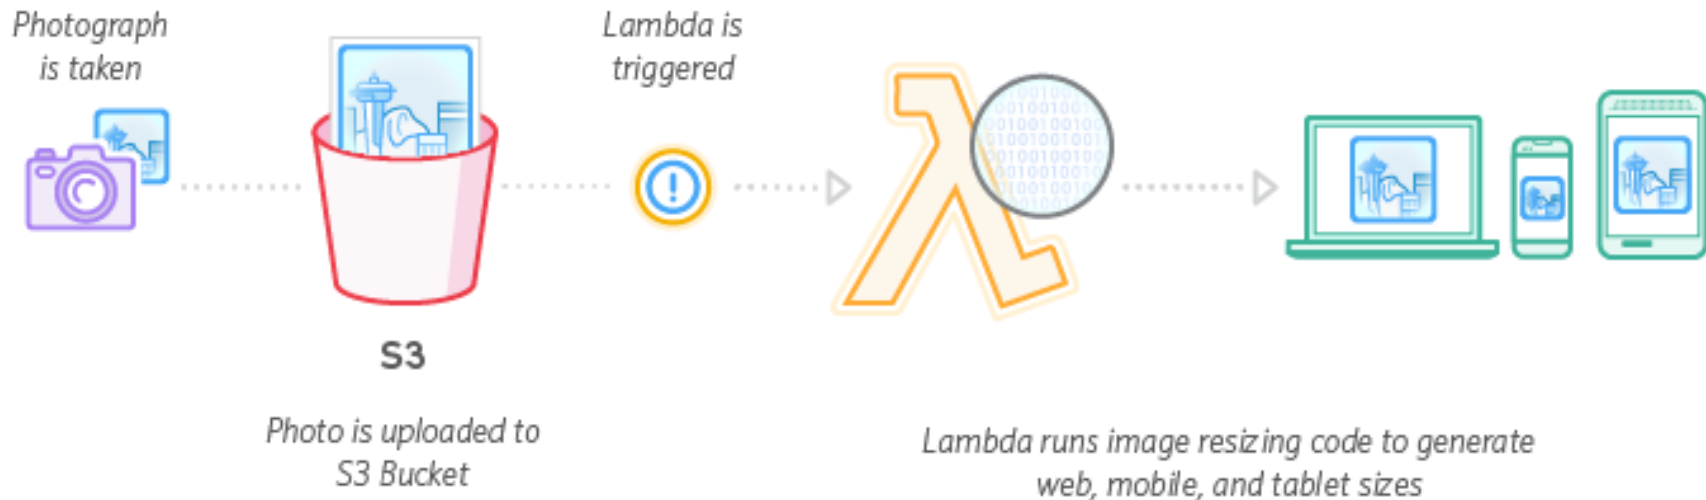 Photograph
is taken
Lambda is
triggered
S3
Photo is uploaded to
S3 Bucket
Lambda runs image resizing code to generate
web, mobile, and tablet sizes